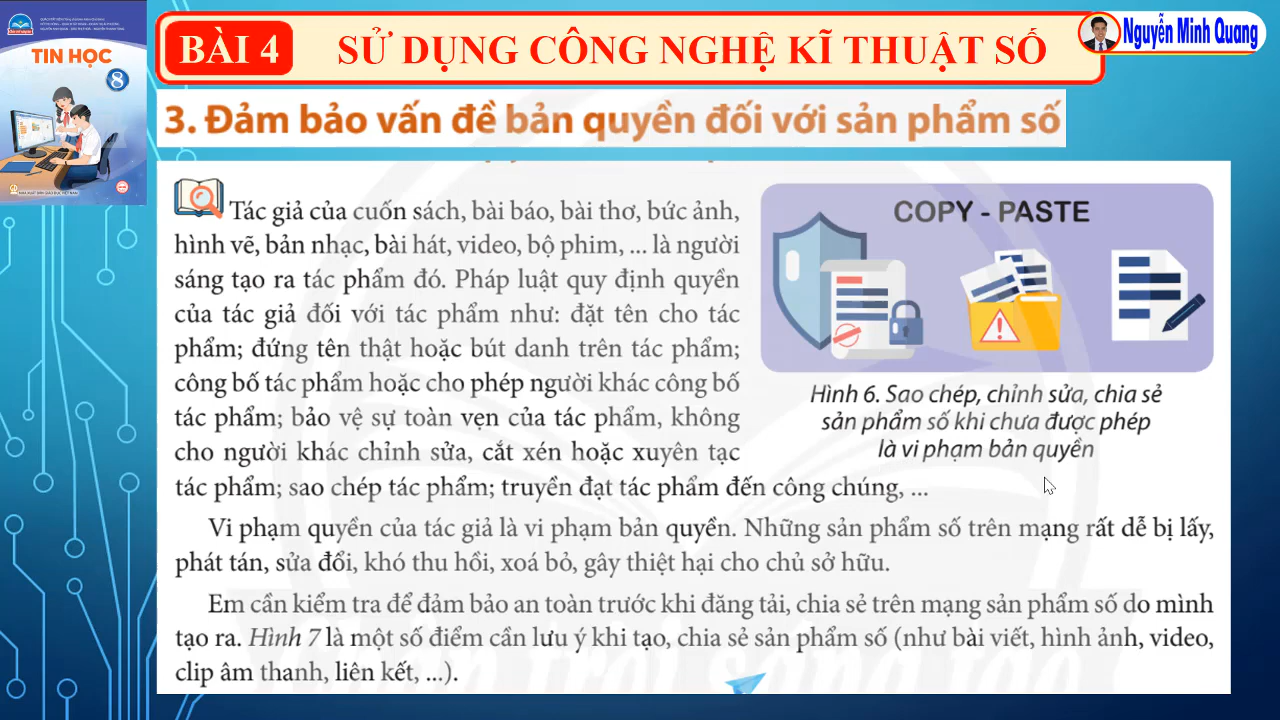 TIN HỌC
8
BÀI 4
SỬ DỤNG CÔNG NGHỆ KĨ THUẬT SỐ
Nguyễn Minh Quang
3. Đảm bảo vấn đề bản quyền đối với sản phẩm số
Tác giả của cuốn sách, bài báo, bài thơ, bức ảnh,
hình vẽ, bản nhạc, bài hát, video, bộ phim, ... là người
sáng tạo ra tác phẩm đó. Pháp luật quy định quyền
của tác giả đối với tác phẩm như: đặt tên cho tác
phẩm; đứng tên thật hoặc bút danh trên tác phẩm;
công bố tác phẩm hoặc cho phép người khác công bố
tác phẩm; bảo vệ sự toàn vẹn của tác phẩm, không
cho người khác chỉnh sửa, cắt xén hoặc xuyên tạc
tác phẩm; sao chép tác phẩm; truyền đạt tác phẩm đến công chúng, ...
COPY - PASTE
Hình 6. Sao chép, chỉnh sửa, chia sẻ
sản phẩm số khi chưa được phép
là vi phạm bản quyền
Vi phạm quyền của tác giả là vi phạm bản quyền. Những sản phẩm số trên mạng rất dễ bị lấy,
phát tán, sửa đổi, khó thu hồi, xoá bỏ, gây thiệt hại cho chủ sở hữu.
Em cần kiểm tra để đảm bảo an toàn trước khi đăng tải, chia sẻ trên mạng sản phẩm số do mình
tạo ra. Hình 7 là một số điểm cần lưu ý khi tạo, chia sẻ sản phẩm số (như bài viết, hình ảnh, video,
clip âm thanh, liên kết, ...).